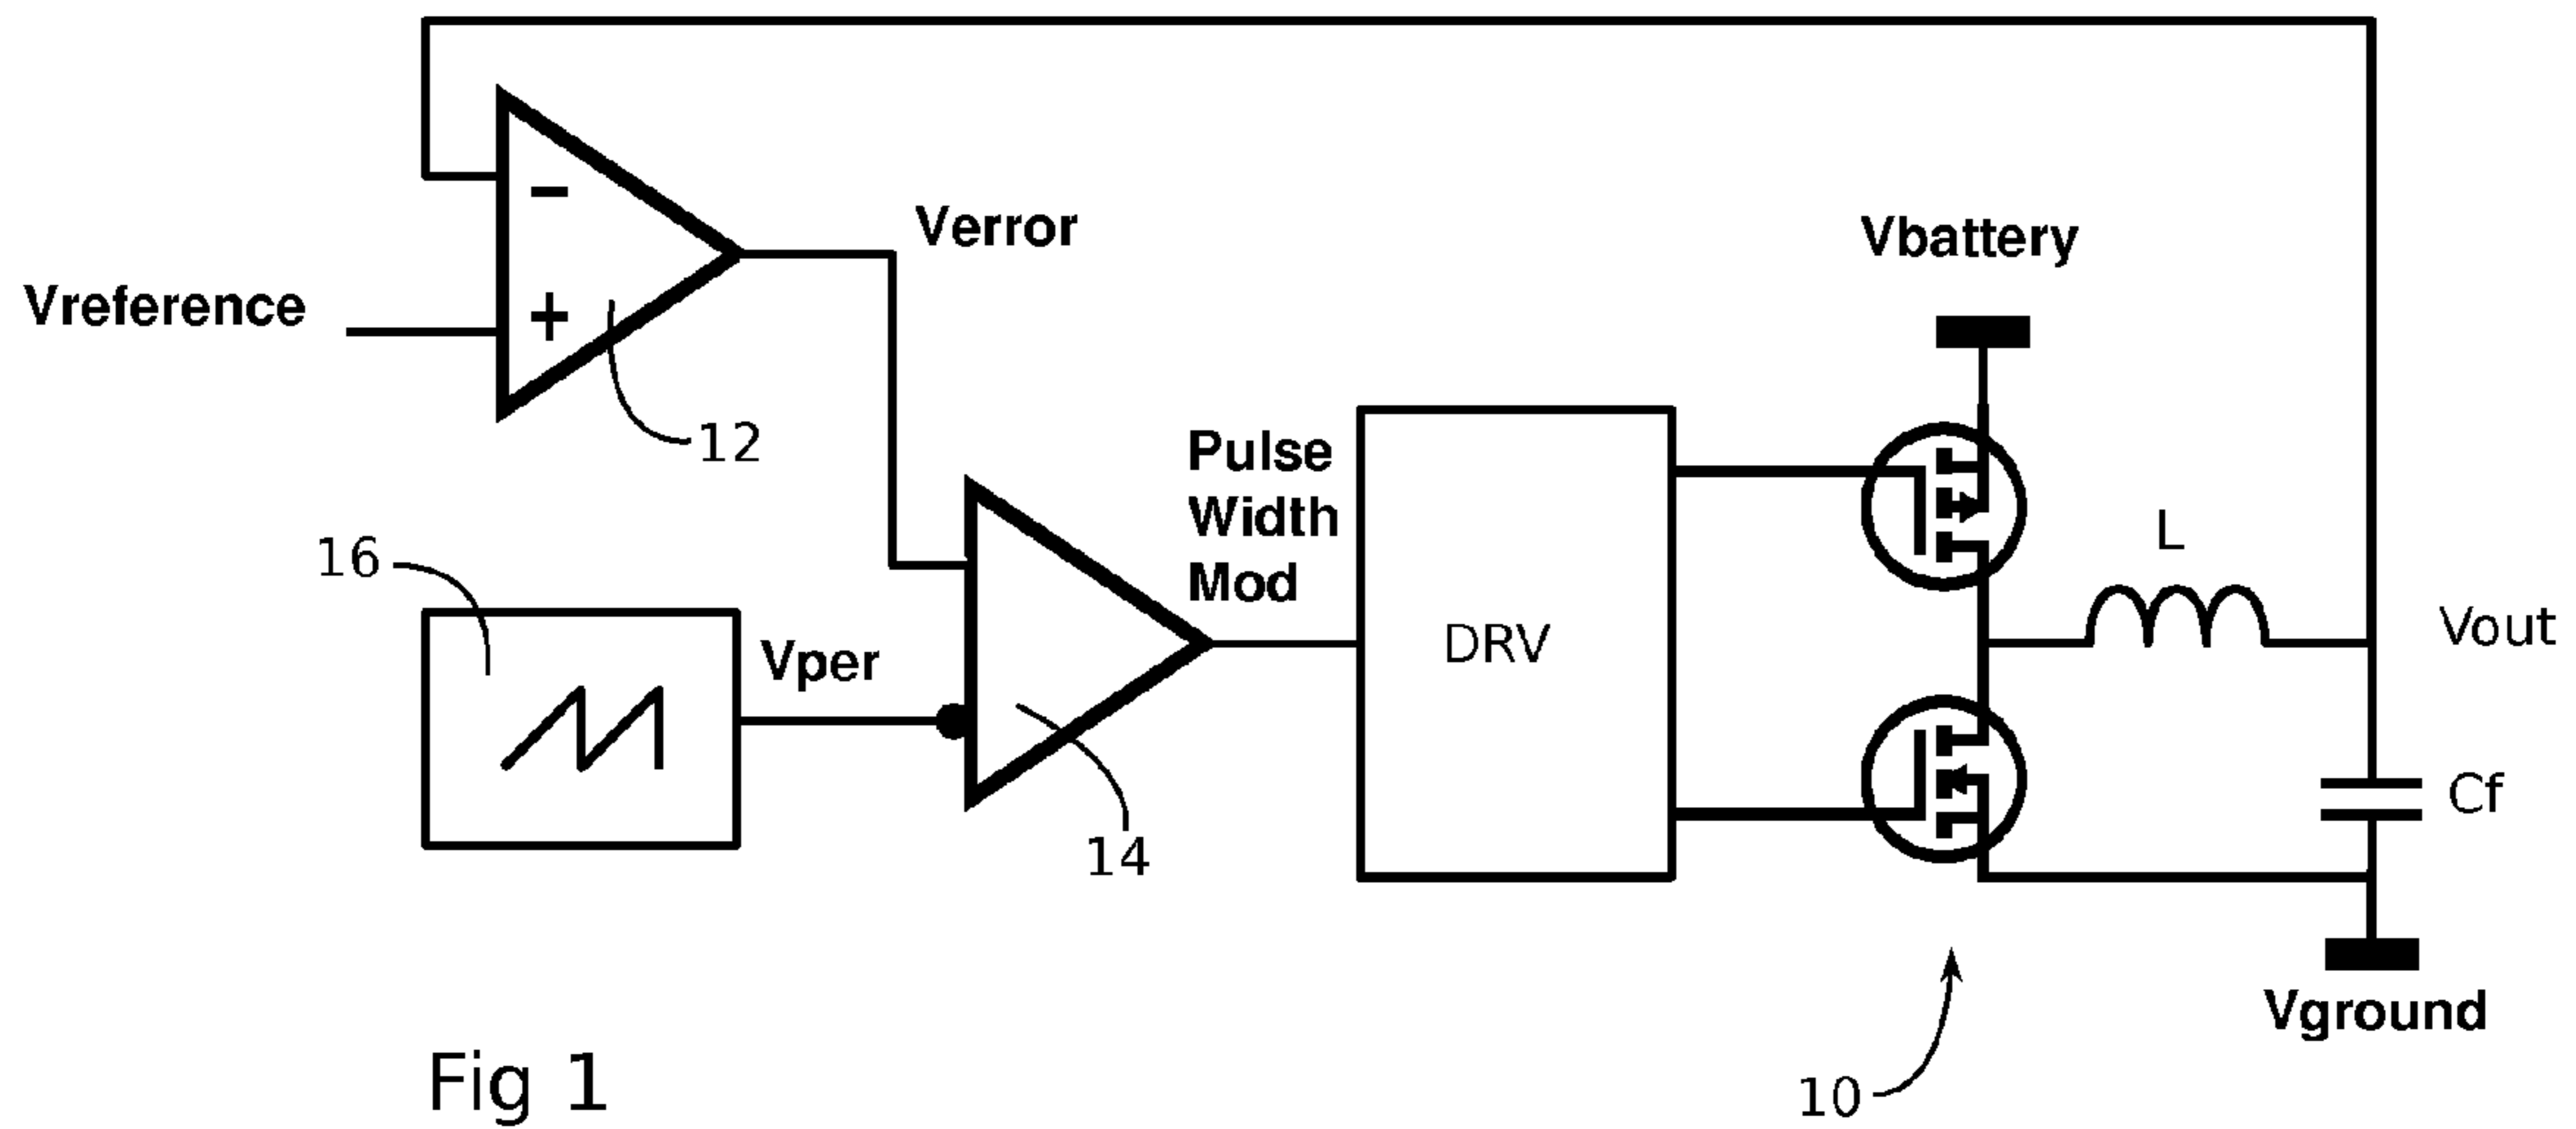 Verror
Vbattery
Vreference
−
+
12
Pulse
Width
Mod
L
16
Vper
DRV
Vout
Cf
14
Vground
10
Fig 1